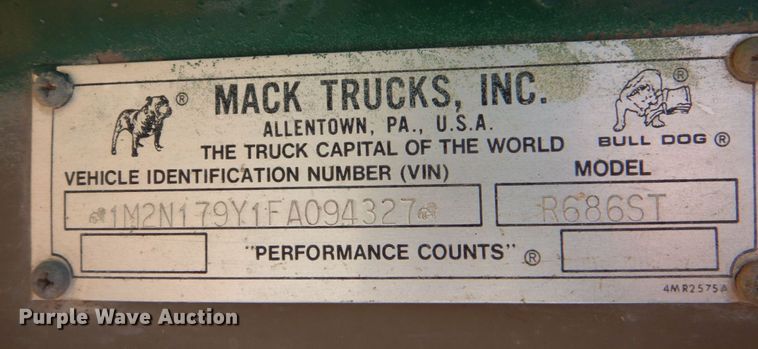 MACK TRUCKS, INC.
ALLENTOWN, PA., U.S.A.
THE TRUCK CAPITAL OF THE WORLD
BULL DOG ®
VEHICLE IDENTIFICATION NUMBER (VIN)
MODEL
1M2N179Y1FA094327
R686ST
"PERFORMANCE COUNTS" ®
4MR2575A
Purple Wave Auction